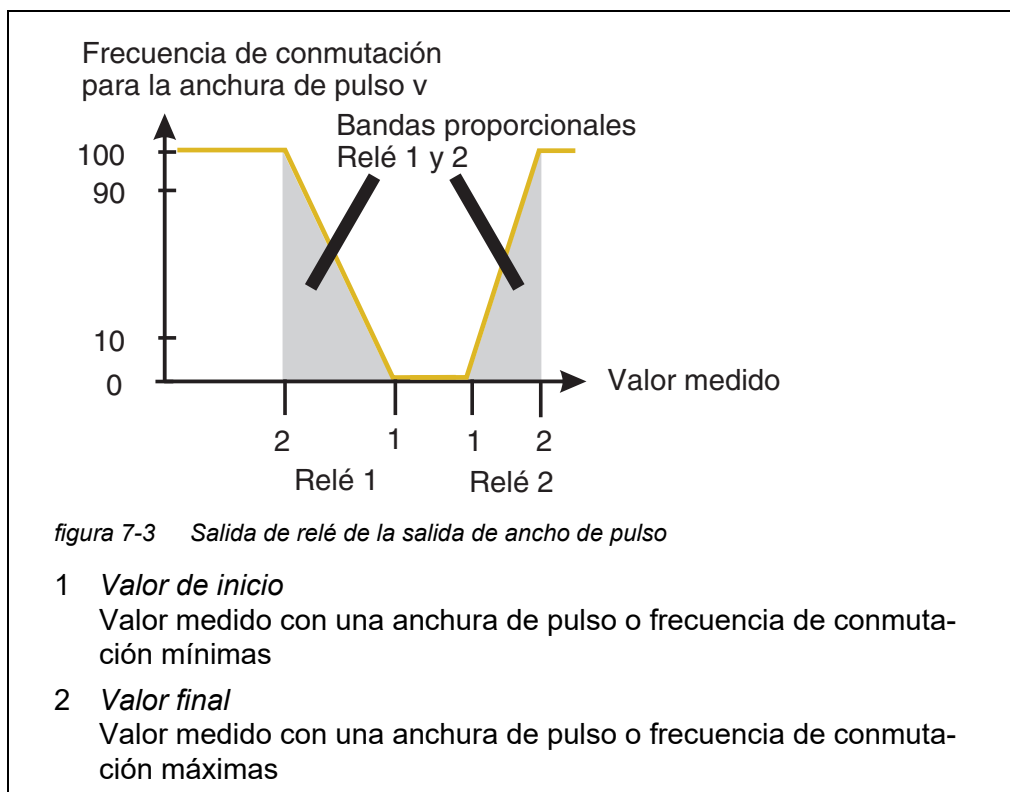 Frecuencia de conmutación
para la anchura de pulso v
Bandas proporcionales
Relé 1 y 2
100
90
10
0
Valor medido
2 1 1 2
Relé 1 Relé 2
figura 7-3 Salida de relé de la salida de ancho de pulso
1 Valor de inicio
Valor medido con una anchura de pulso o frecuencia de conmuta-
ción mínimas
2 Valor final
Valor medido con una anchura de pulso o frecuencia de conmuta-
ción máximas